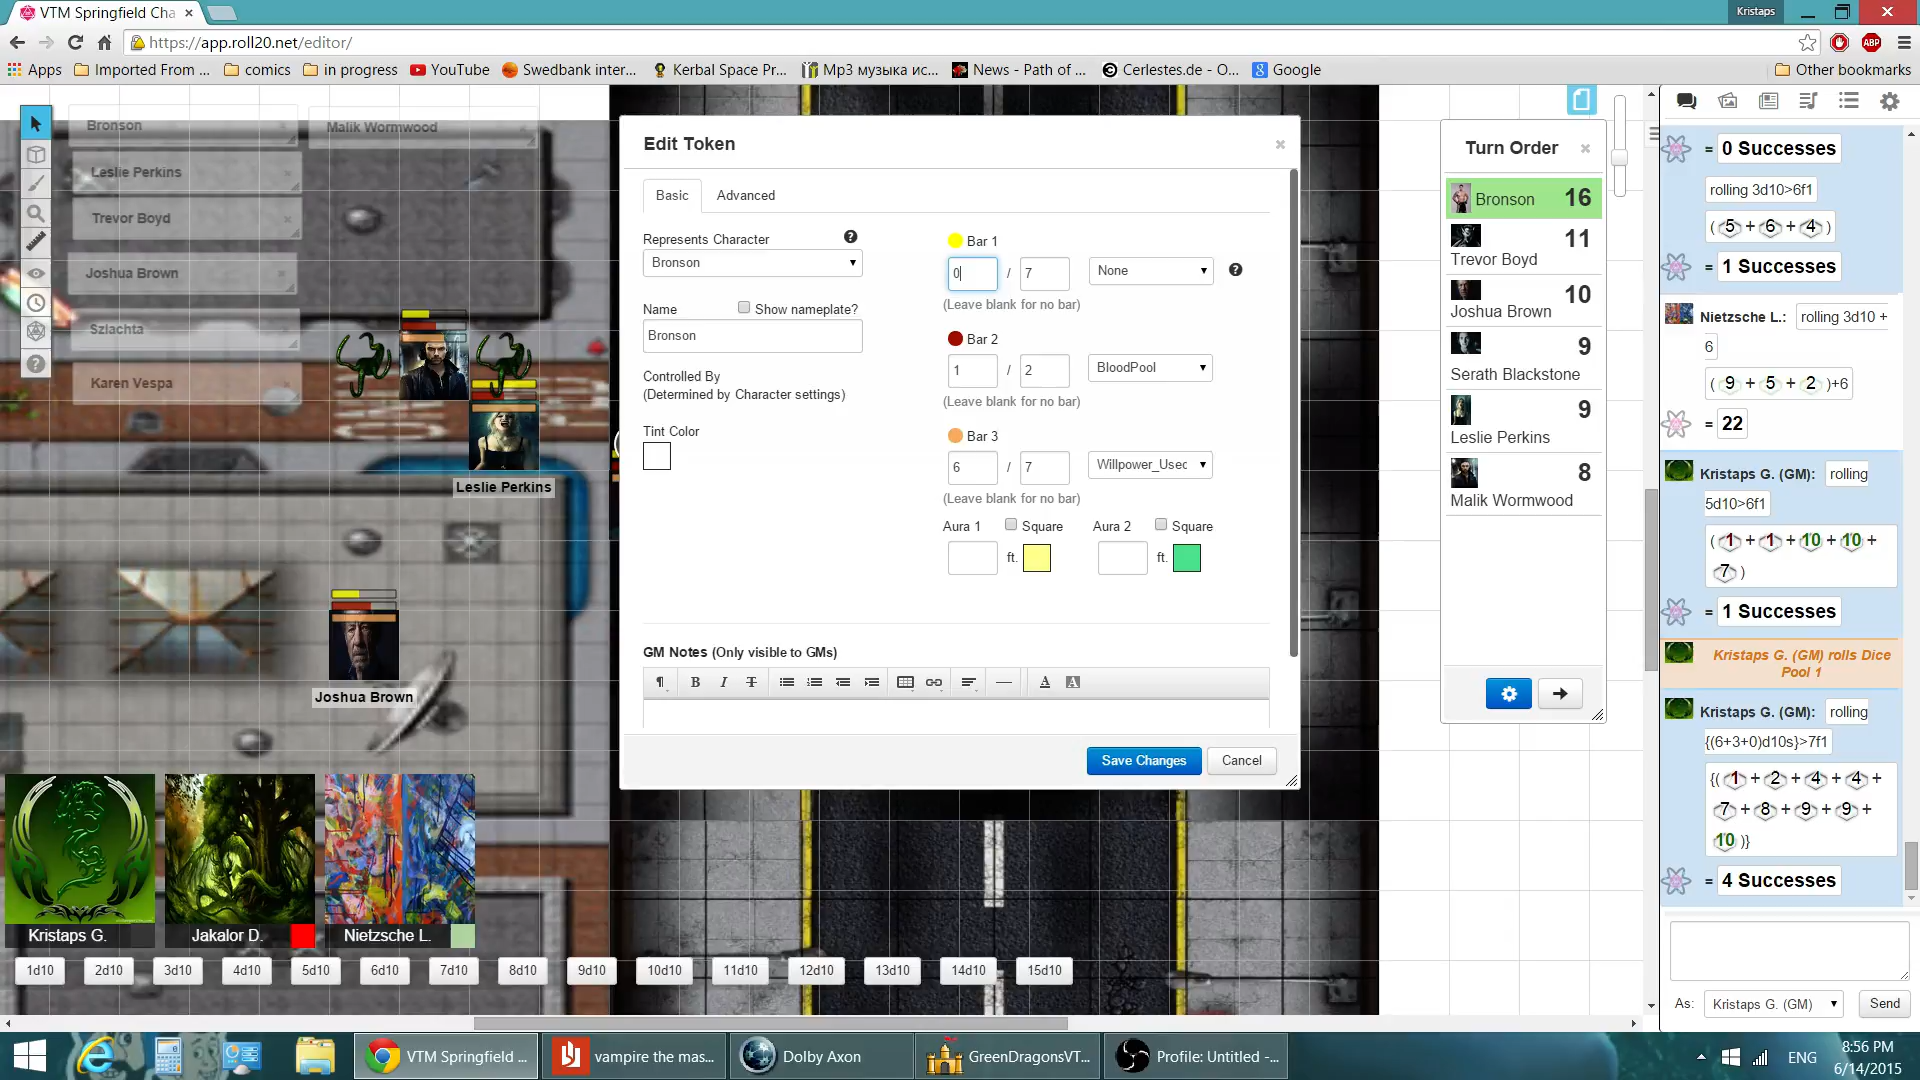 VTM Springfield Cha
Kristaps
https://app.roll20.net/editor/
Apps
Imported From ...
comics
in progress
YouTube
Swedbank inter...
Kerbal Space Pr...
Mp3 музыка ис...
News - Path of ...
Cerlestes.de - O...
Google
Other bookmarks
Bronson
Malik Wormwood
Leslie Perkins
Trevor Boyd
Joshua Brown
Szlachta
Karen Vespa
Leslie Perkins
Joshua Brown
Edit Token
Basic
Advanced
Represents Character
Bronson
Name
Show nameplate?
Bronson
Controlled By
(Determined by Character settings)
Tint Color
Bar 1
0 / 7
None
(Leave blank for no bar)
Bar 2
1 / 2
BloodPool
(Leave blank for no bar)
Bar 3
6 / 7
Willpower_Used
(Leave blank for no bar)
Aura 1
Square
Aura 2
Square
ft.
ft.
GM Notes (Only visible to GMs)
Save Changes
Cancel
Turn Order
Bronson 16
Trevor Boyd 11
Joshua Brown 10
Serath Blackstone 9
Leslie Perkins 9
Malik Wormwood 8
= 0 Successes
rolling 3d10>6f1
(5+6+4)
= 1 Successes
Nietzsche L.: rolling 3d10 +
6
(9+5+2)+6
= 22
Kristaps G. (GM): rolling
5d10>6f1
(1+1+10+10+
7)
= 1 Successes
Kristaps G. (GM) rolls Dice
Pool 1
Kristaps G. (GM): rolling
{(6+3+0)d10s}>7f1
{(1+2+4+4+
7+8+9+9+
10)}
= 4 Successes
As:
Kristaps G. (GM)
Send
Kristaps G.
Jakalor D.
Nietzsche L.
1d10
2d10
3d10
4d10
5d10
6d10
7d10
8d10
9d10
10d10
11d10
12d10
13d10
14d10
15d10
VTM Springfield ...
vampire the mas...
Dolby Axon
GreenDragonsVT...
Profile: Untitled -...
ENG
8:56 PM
6/14/2015